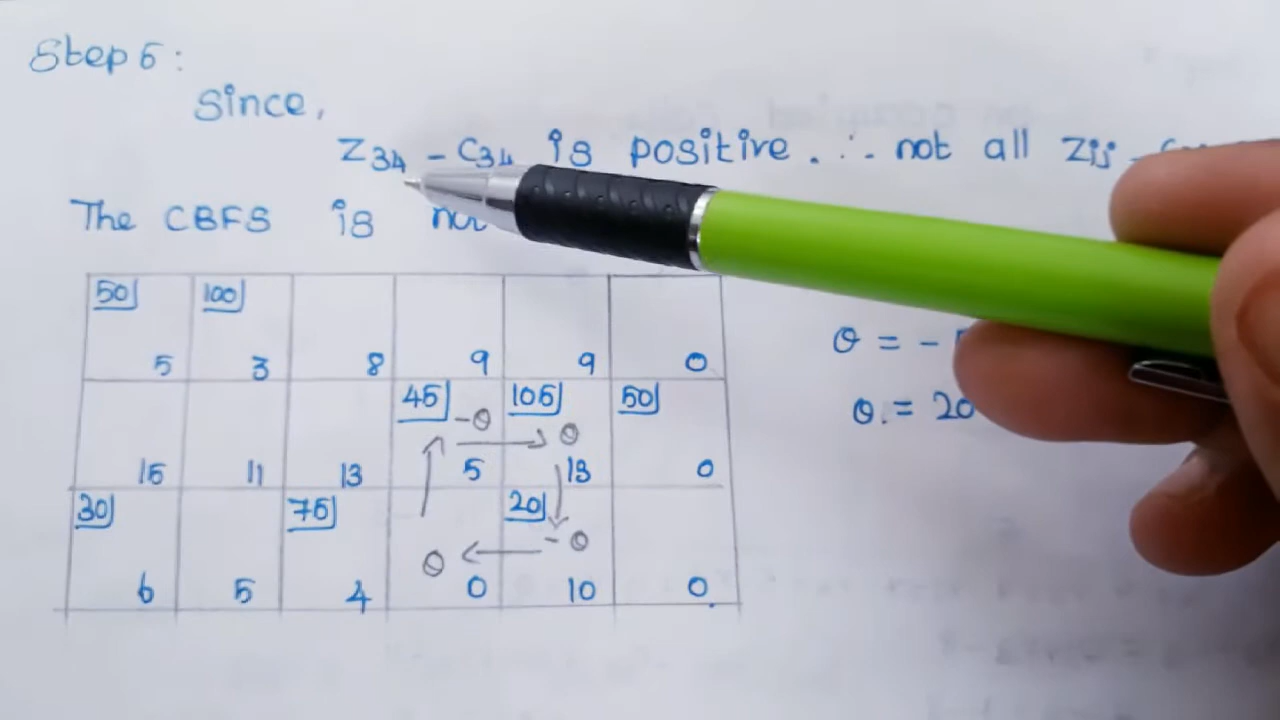 Step 6 :
Since,
Z34 - C34 is positive. ∴ not all Zij -
The CBFS is not
50 100
5 3 8 9 9 0
45 -θ 105 θ 50
15 11 13 5 13 0
30 75 θ 20 -θ
6 5 4 0 10 0
θ = -
θ = 20